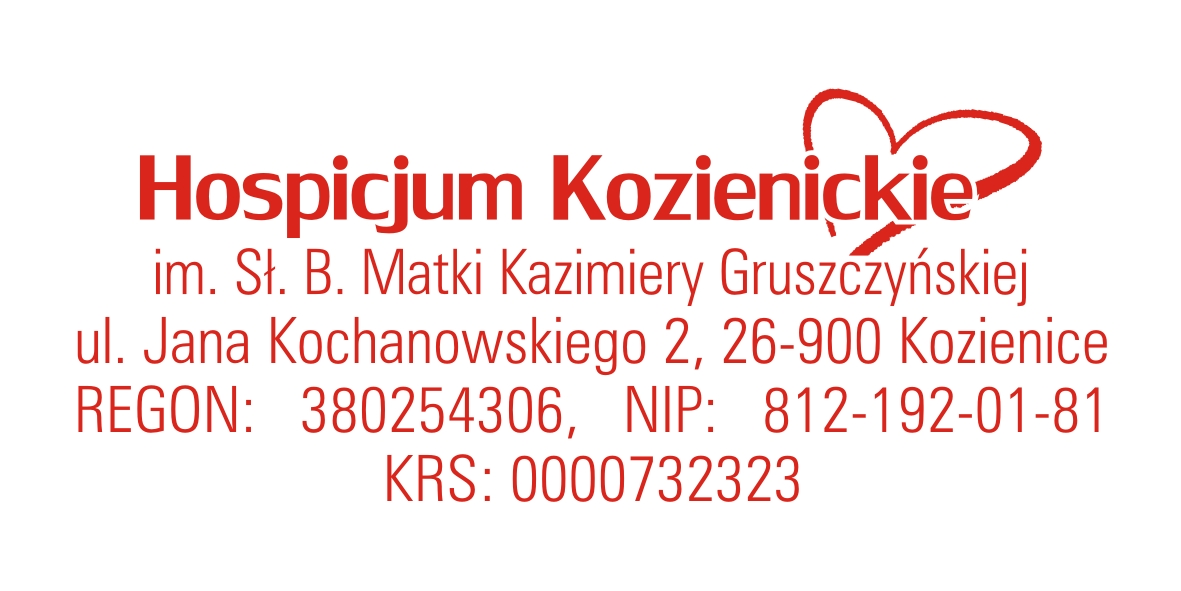 Hospicjum Kozienickie
im. Sł. B. Matki Kazimiery Gruszczyńskiej
ul. Jana Kochanowskiego 2, 26-900 Kozienice
REGON: 380254306, NIP: 812-192-01-81
KRS: 0000732323